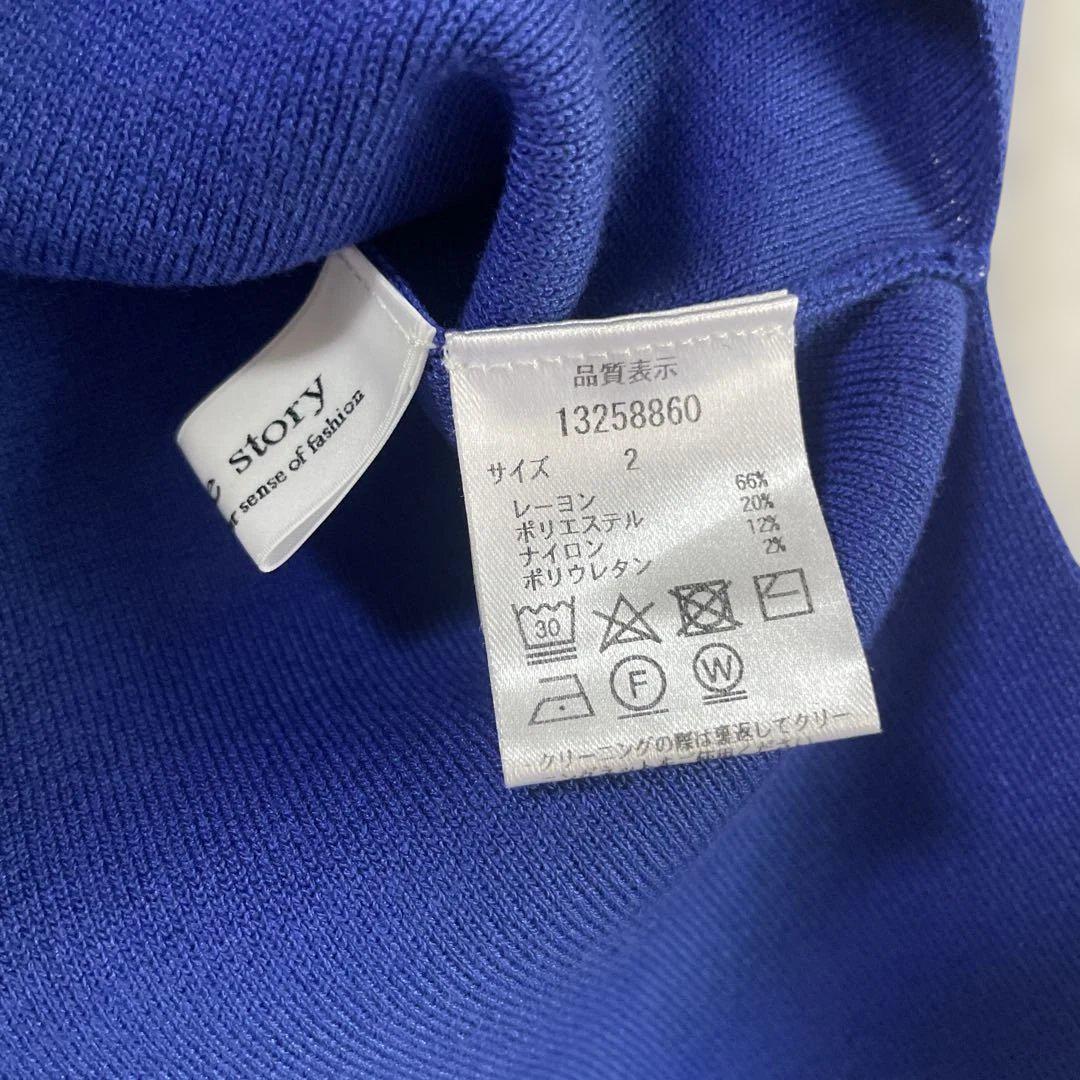 story
sense of fashion
品質表示
13258860
サイズ 2
レーヨン 66%
ポリエステル 20%
ナイロン 12%
ポリウレタン 2%
30
F W
クリーニングの際は裏返してクリー